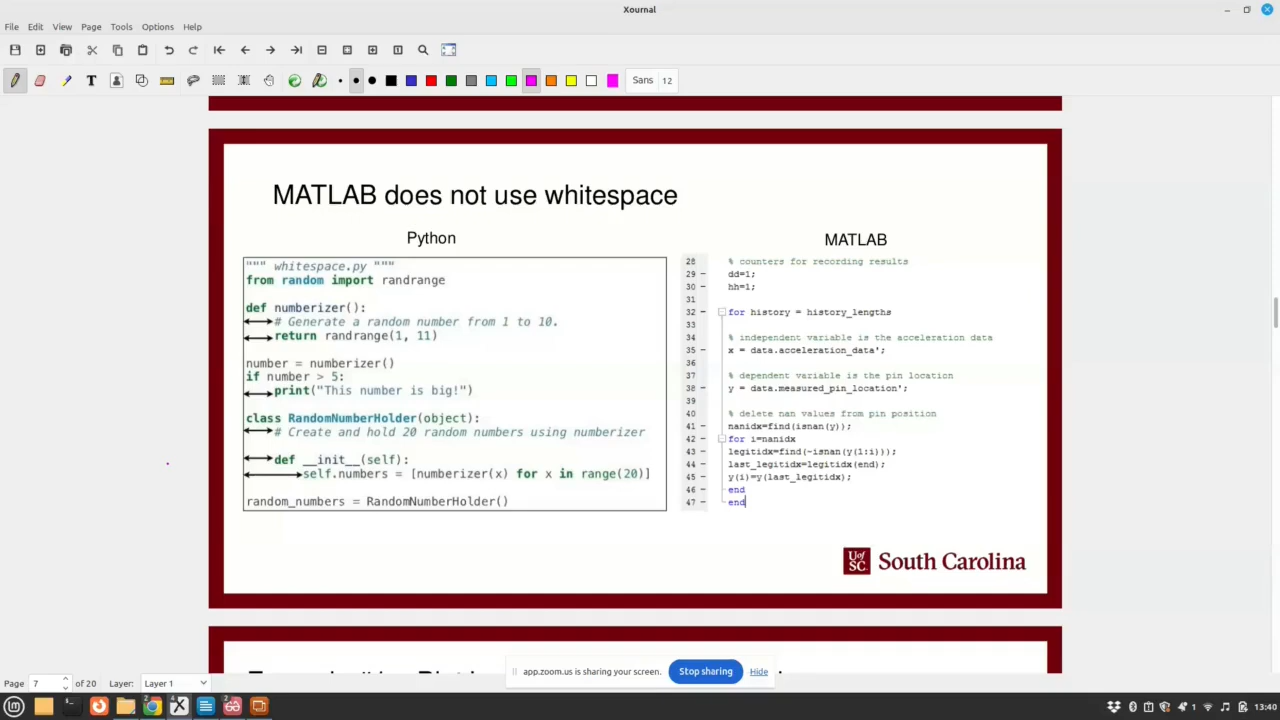 Xournal
File Edit View Page Tools Options Help
Sans 12
MATLAB does not use whitespace
Python
""" whitespace.py """
from random import randrange
def numberizer():
# Generate a random number from 1 to 10.
return randrange(1, 11)
number = numberizer()
if number > 5:
print("This number is big!")
class RandomNumberHolder(object):
# Create and hold 20 random numbers using numberizer
def __init__(self):
self.numbers = [numberizer(x) for x in range(20)]
random_numbers = RandomNumberHolder()
MATLAB
28 % counters for recording results
29 – dd=1;
30 – hh=1;
31
32 – for history = history_lengths
33
34 % independent variable is the acceleration data
35 – x = data.acceleration_data';
36
37 % dependent variable is the pin location
38 – y = data.measured_pin_location';
39
40 % delete nan values from pin position
41 – nanidx=find(isnan(y));
42 – for i=nanidx
43 – legitidx=find(~isnan(y(1:i)));
44 – last_legitidx=legitidx(end);
45 – y(i)=y(last_legitidx);
46 – end
47 – end
UofSC South Carolina
app.zoom.us is sharing your screen. Stop sharing Hide
7 of 20 Layer: Layer 1
2 4 2 1 13:40